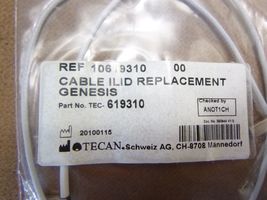 REF 10619310 00
CABLE ILID REPLACEMENT
GENESIS
Part No. TEC- 619310
Checked by
ANOT1CH
20100115
TECAN Schweiz AG, CH-8708 Männedorf